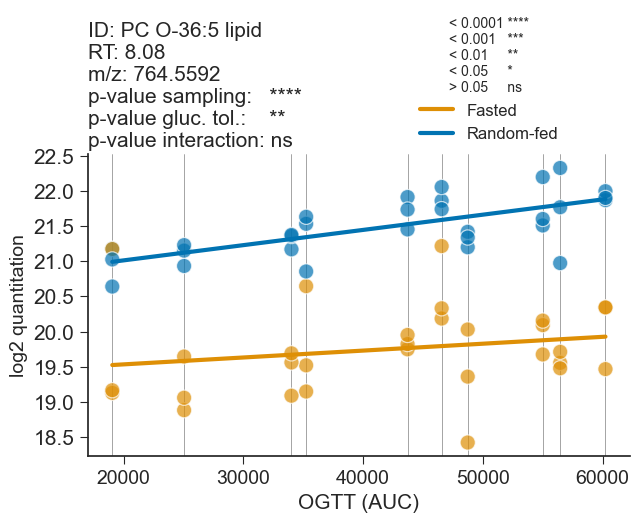 ID: PC O-36:5 lipid
RT: 8.08
m/z: 764.5592
p-value sampling: ****
p-value gluc. tol.: **
p-value interaction: ns
< 0.0001 ****
< 0.001 ***
< 0.01 **
< 0.05 *
> 0.05 ns
Fasted
Random-fed
22.5
22.0
21.5
21.0
20.5
20.0
19.5
19.0
18.5
log2 quantitation
20000 30000 40000 50000 60000
OGTT (AUC)